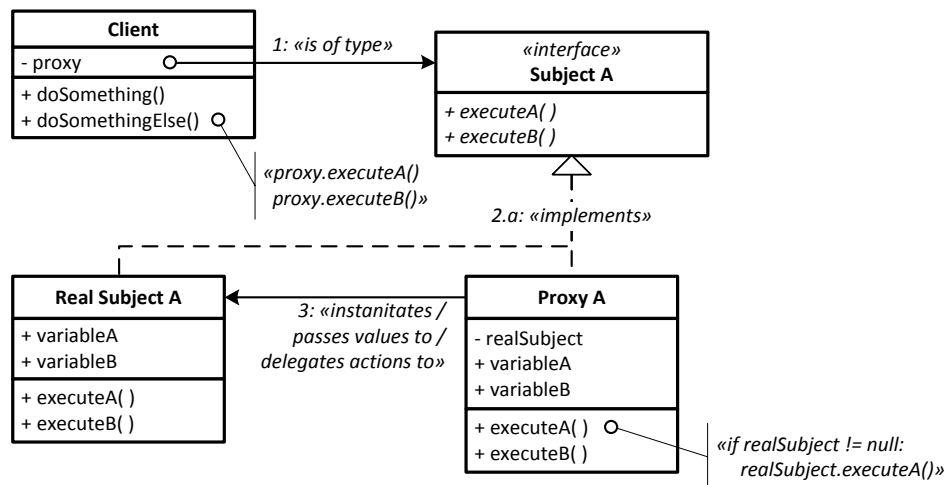 Client
- proxy
+ doSomething()
+ doSomethingElse()
1: «is of type»
«interface»
Subject A
+ executeA( )
+ executeB( )
«proxy.executeA()
proxy.executeB()»
2.a: «implements»
Real Subject A
+ variableA
+ variableB
+ executeA( )
+ executeB( )
3: «instanitates /
passes values to /
delegates actions to»
Proxy A
- realSubject
+ variableA
+ variableB
+ executeA( )
+ executeB( )
«if realSubject != null:
realSubject.executeA()»